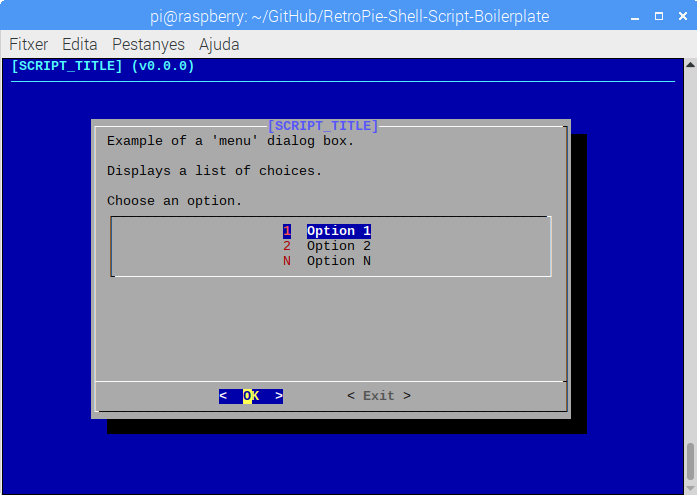 pi@raspberry: ~/GitHub/RetroPie-Shell-Script-Boilerplate
Fitxer Edita Pestanyes Ajuda
[SCRIPT_TITLE] (v0.0.0)
[SCRIPT_TITLE]
Example of a 'menu' dialog box.
Displays a list of choices.
Choose an option.
1 Option 1
2 Option 2
N Option N
< OK > < Exit >